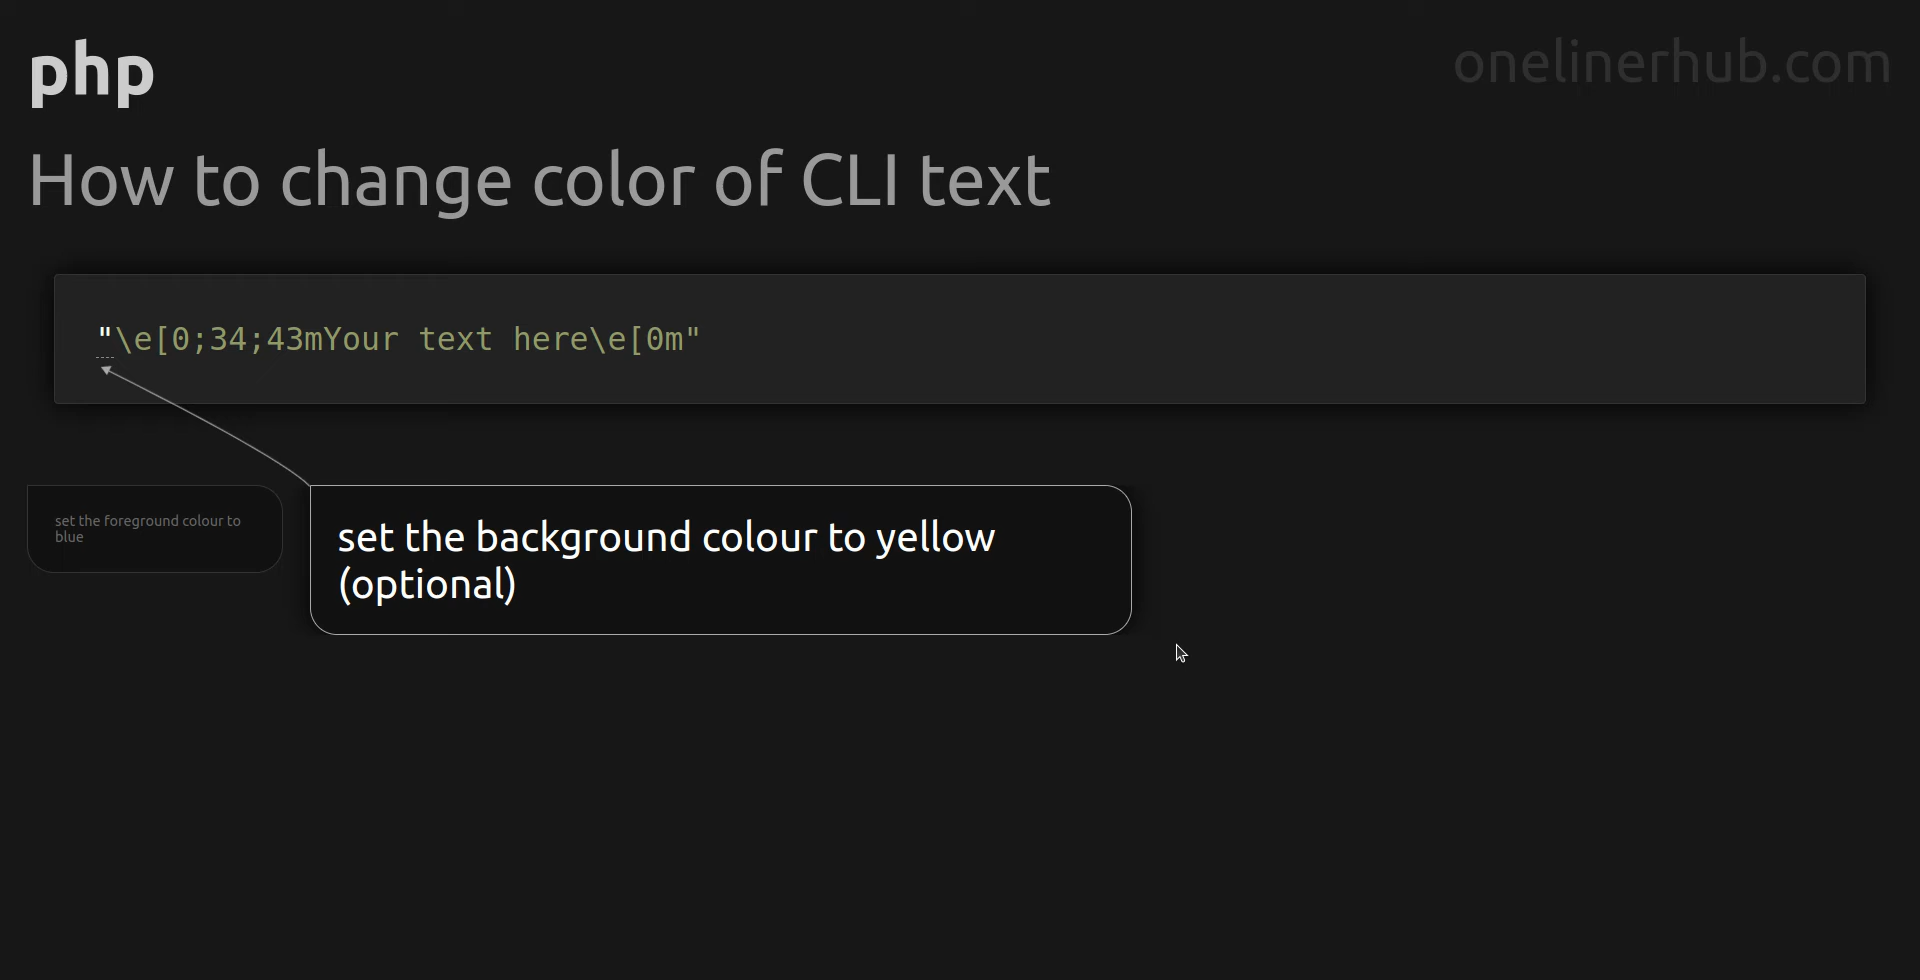 php
onelinerhub.com
How to change color of CLI text
"\e[0;34;43mYour text here\e[0m"
set the foreground colour to
blue
set the background colour to yellow
(optional)